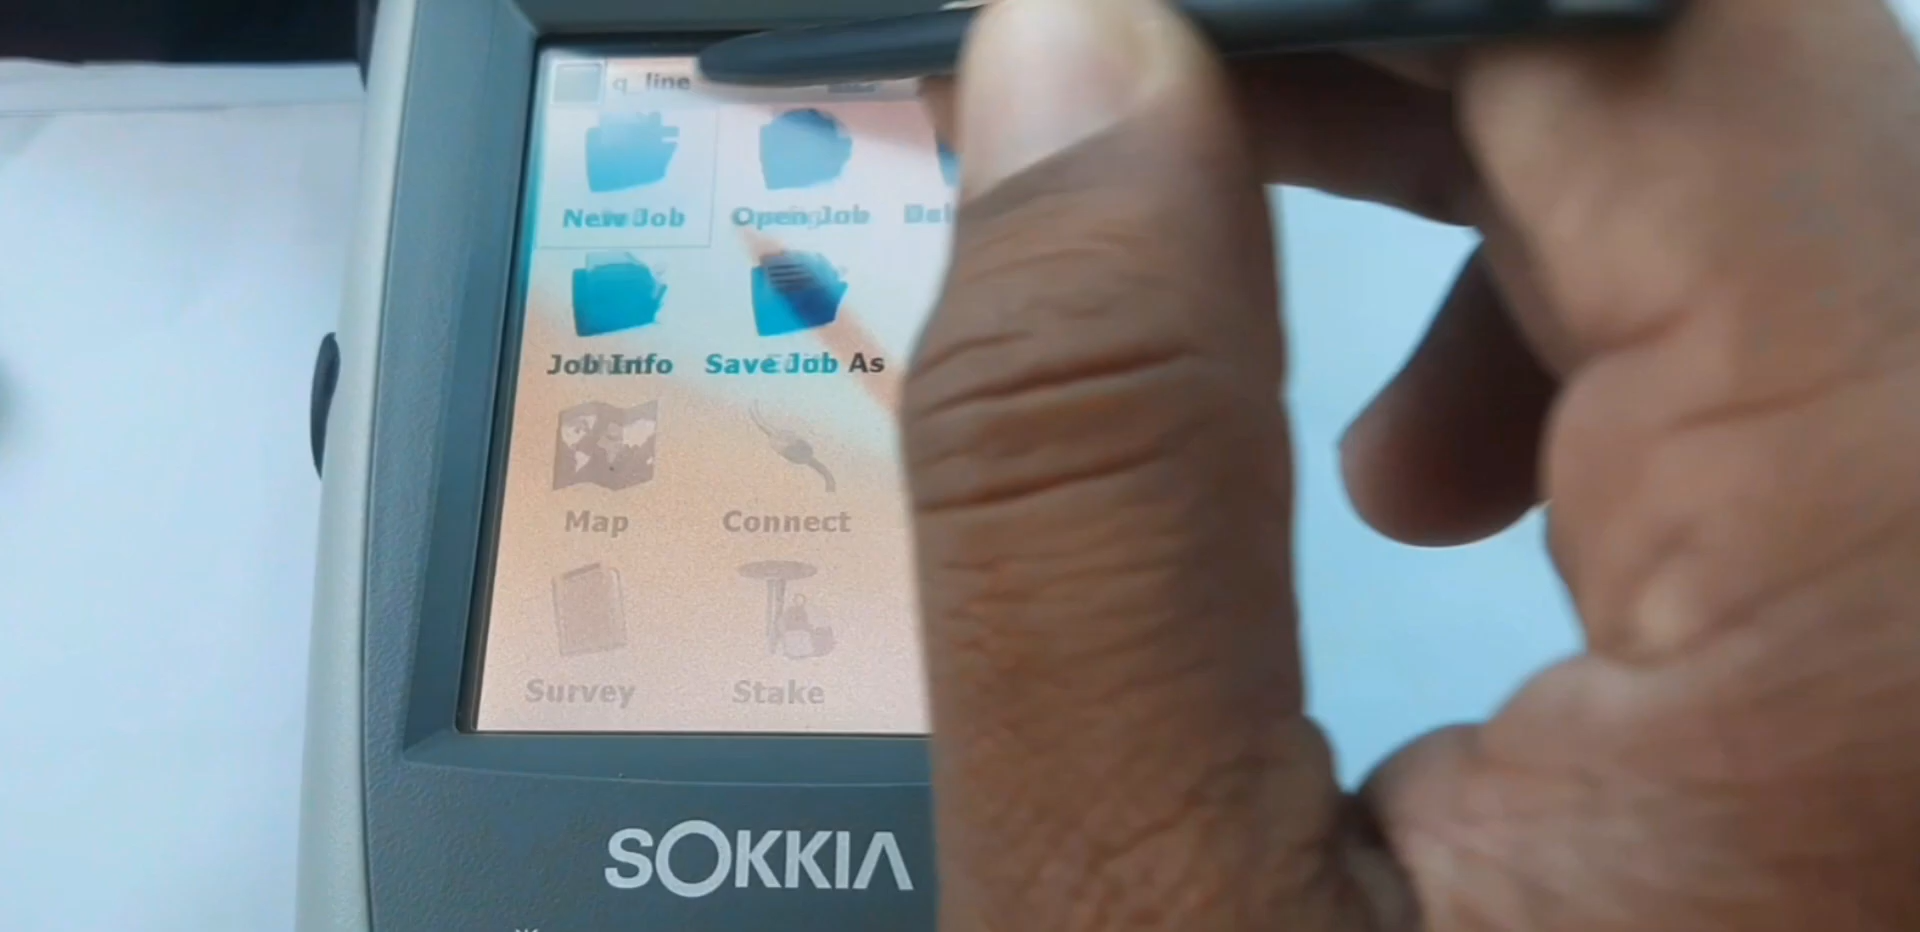 q line
New Job Open Job
Job Info Save Job As
Map Connect
Survey Stake
SOKKIA